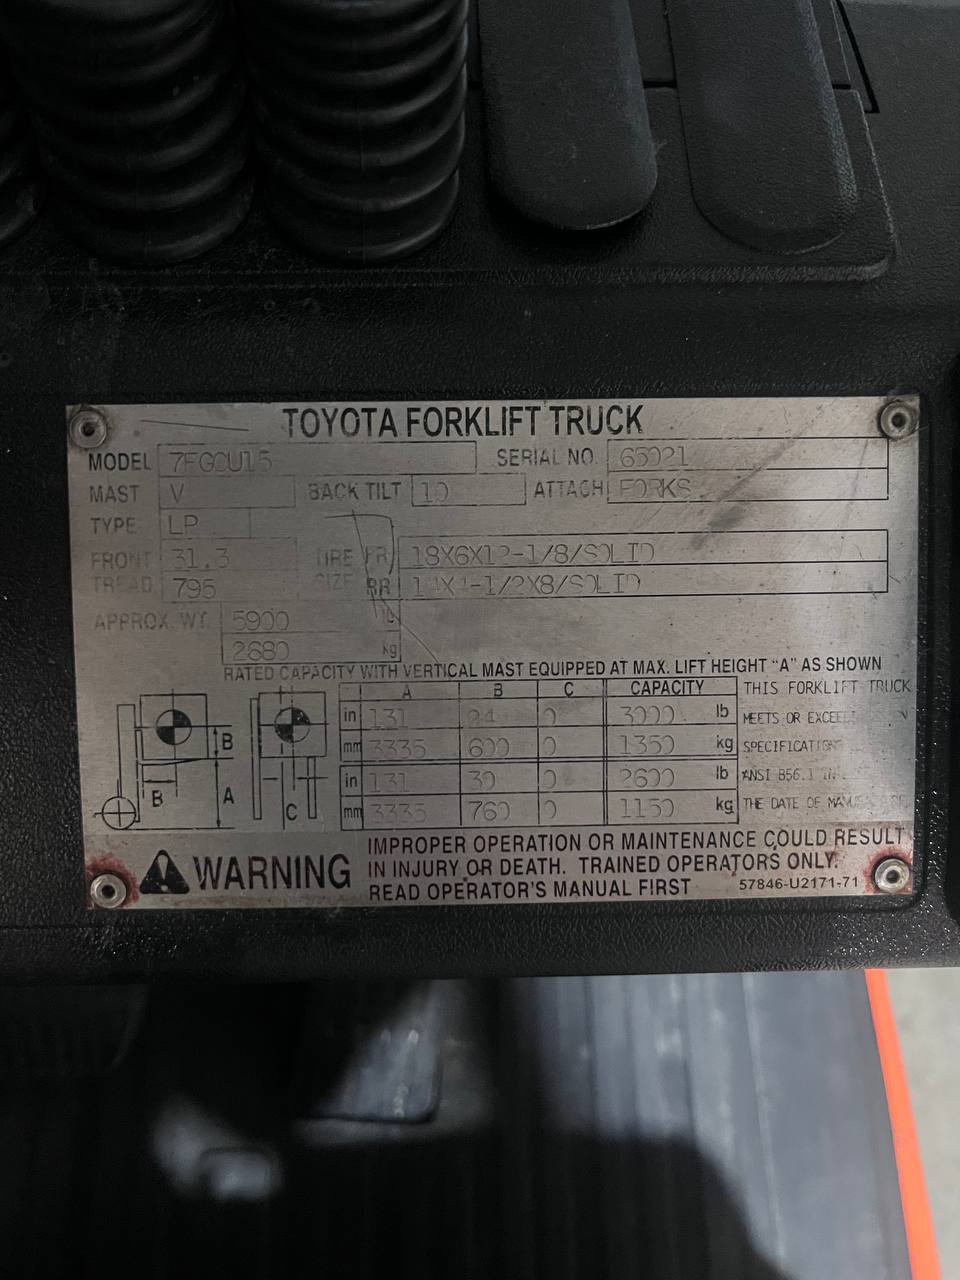 TOYOTA FORKLIFT TRUCK
MODEL 7FGCU15 SERIAL NO. 65021
MAST V BACK TILT 10 ATTACH FORKS
TYPE LP
FRONT TREAD 31.3 795
TIRE SIZE FR 18X6X12-1/8/SOLID
RR 14X4-1/2X8/SOLID
APPROX. WT. 5900 lb
2680 kg
RATED CAPACITY WITH VERTICAL MAST EQUIPPED AT MAX. LIFT HEIGHT "A" AS SHOWN
A B C CAPACITY
in 131 24 0 3000 lb
mm 3335 600 0 1350 kg
in 131 30 0 2600 lb
mm 3335 760 0 1150 kg
B B A C
THIS FORKLIFT TRUCK
MEETS OR EXCEEDS
SPECIFICATIONS
ANSI B56.1
THE DATE OF
WARNING
IMPROPER OPERATION OR MAINTENANCE COULD RESULT
IN INJURY OR DEATH. TRAINED OPERATORS ONLY.
READ OPERATOR'S MANUAL FIRST 57846-U2171-71